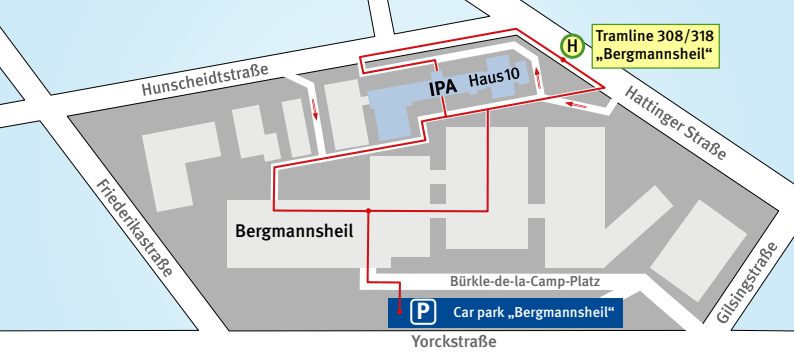 H
Tramline 308/318
„Bergmannsheil“
Hunscheidtstraße
IPA Haus10
Hattinger Straße
Friederikastraße
Bergmannsheil
Bürkle-de-la-Camp-Platz
Gilsingstraße
P Car park „Bergmannsheil“
Yorckstraße